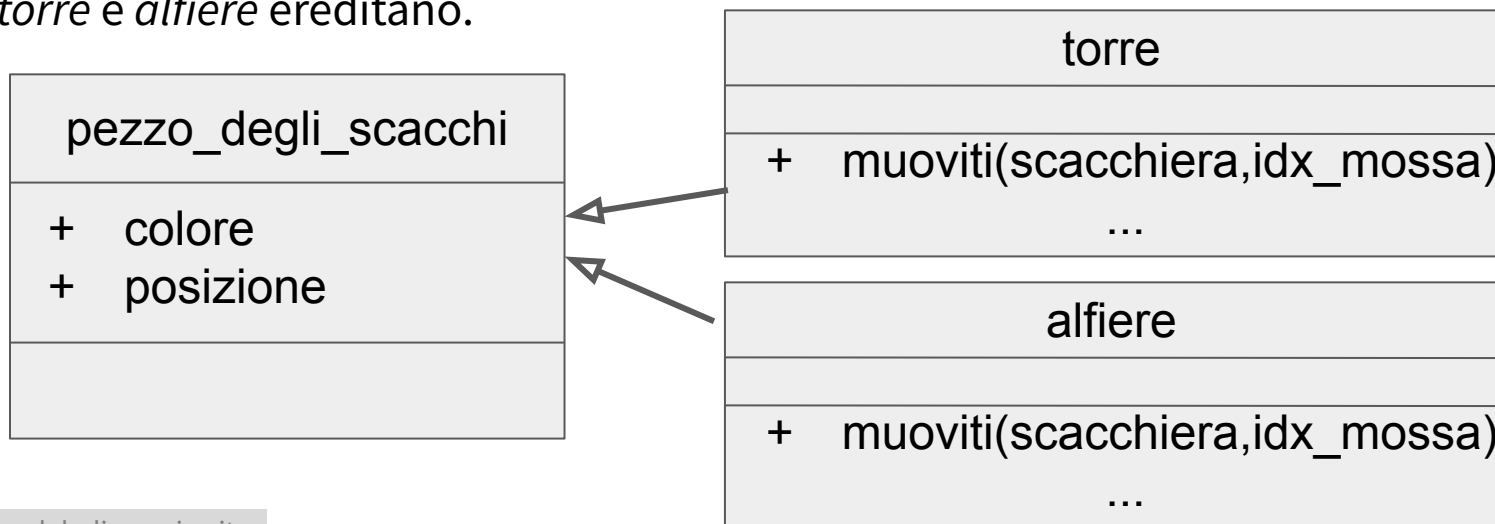 torre e alfiere ereditano.
pezzo_degli_scacchi
+ colore
+ posizione
torre
+ muoviti(scacchiera,idx_mossa)
...
alfiere
+ muoviti(scacchiera,idx_mossa)
...